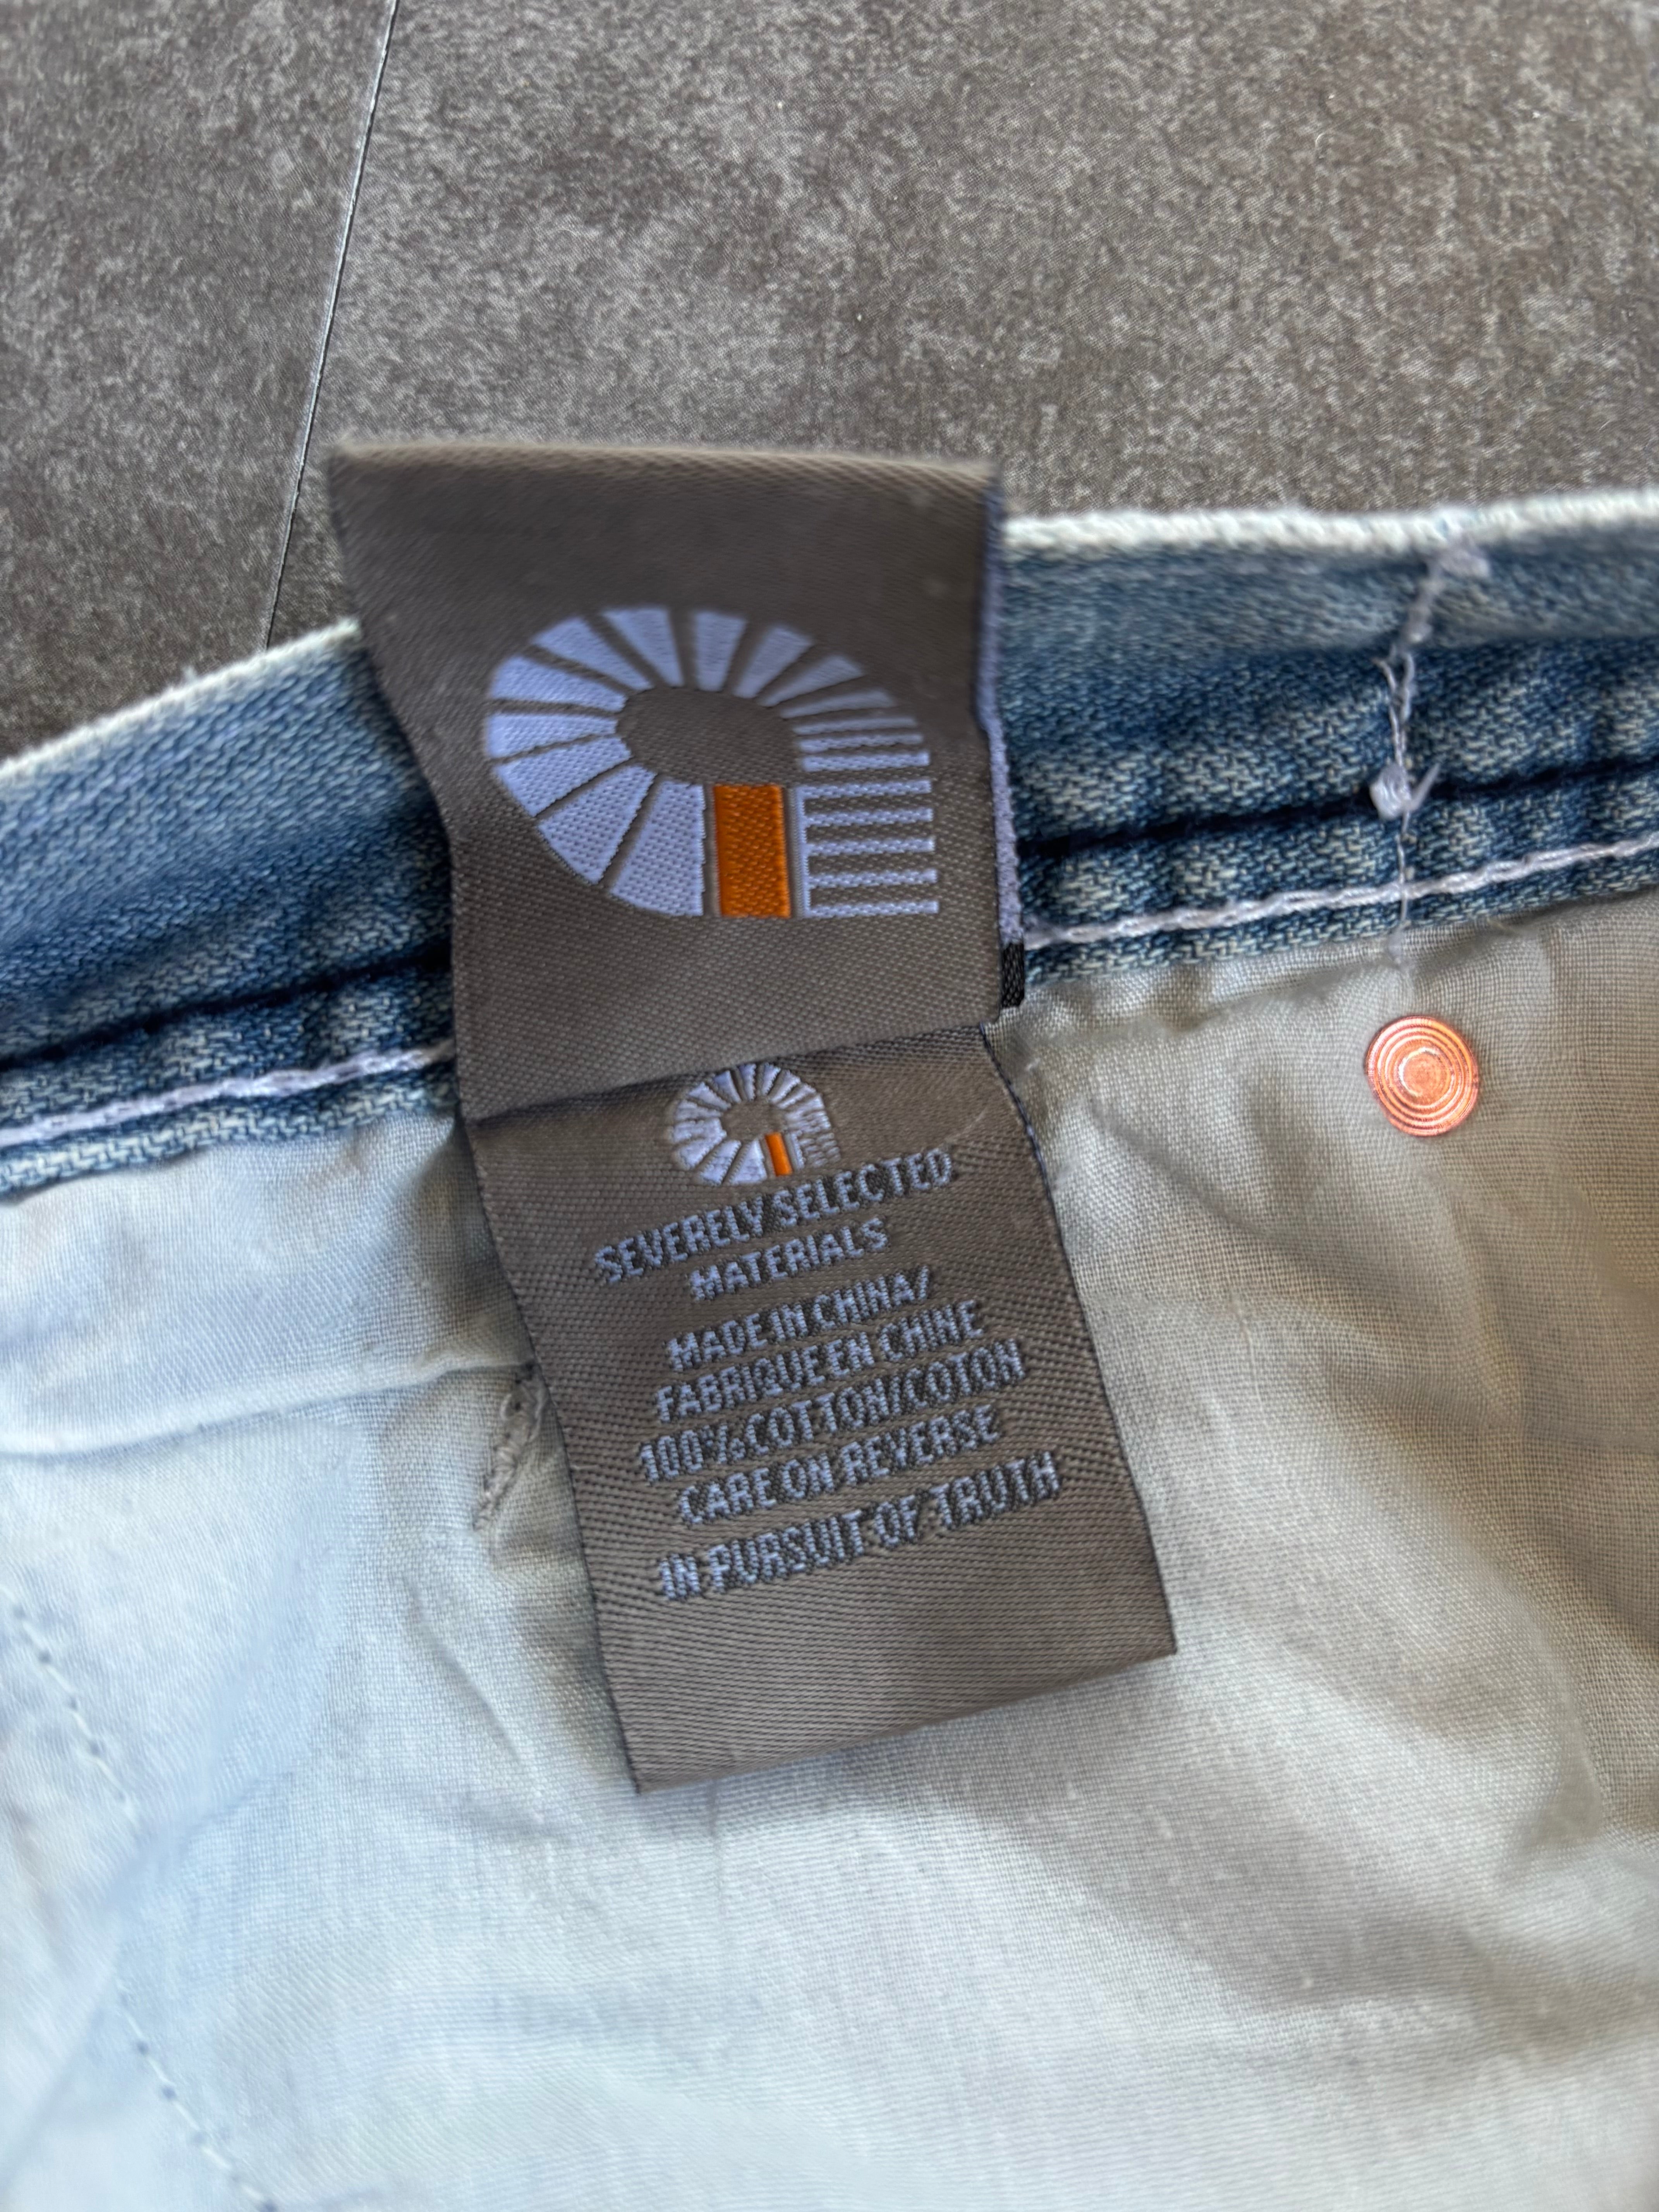 SEVERELY SELECTED
MATERIALS
MADE IN CHINA/
FABRIQUE EN CHINE
100% COTTON/COTON
CARE ON REVERSE
IN PURSUIT OF TRUTH